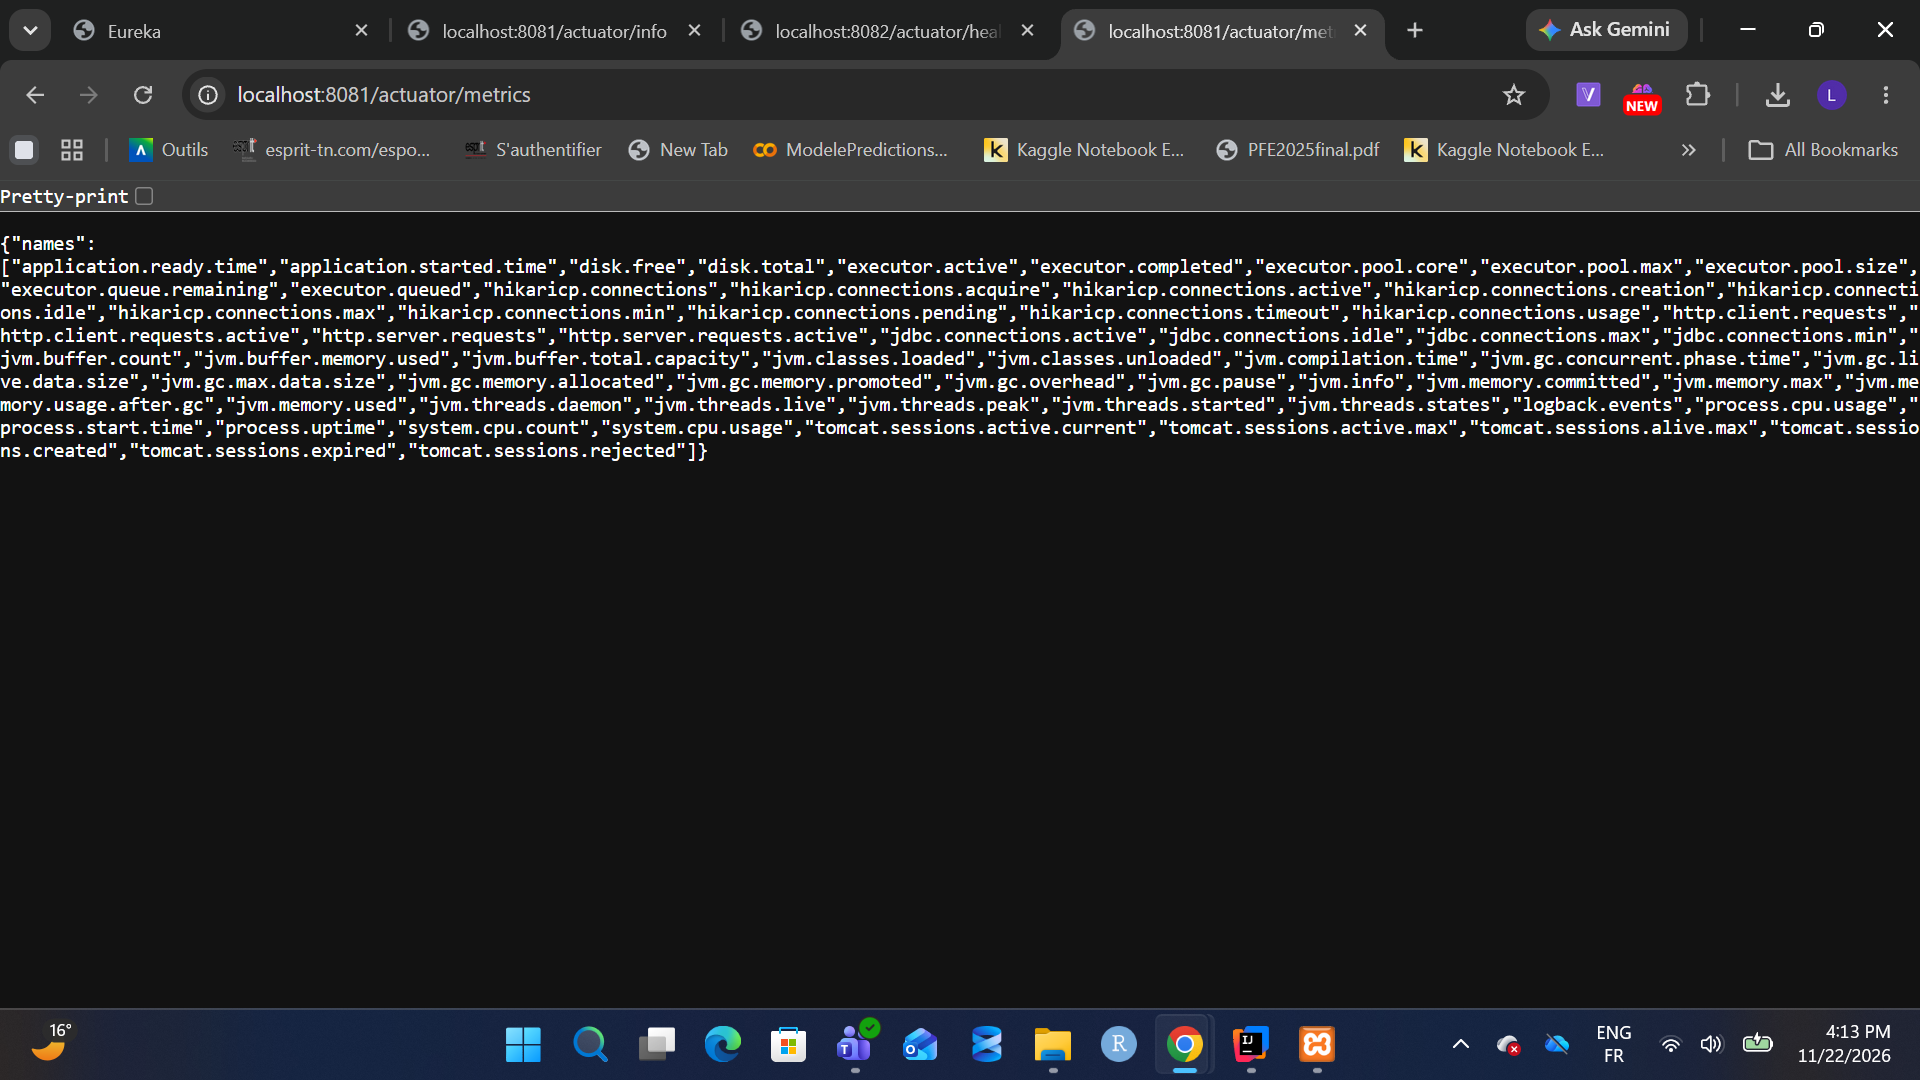 Eureka
localhost:8081/actuator/info
localhost:8082/actuator/hea
localhost:8081/actuator/met
Ask Gemini
localhost:8081/actuator/metrics
V
NEW
L
Outils
esprit-tn.com/espo...
S'authentifier
New Tab
ModelePredictions...
Kaggle Notebook E...
PFE2025final.pdf
Kaggle Notebook E...
All Bookmarks
Pretty-print
{"names":
["application.ready.time","application.started.time","disk.free","disk.total","executor.active","executor.completed","executor.pool.core","executor.pool.max","executor.pool.size",
"executor.queue.remaining","executor.queued","hikaricp.connections","hikaricp.connections.acquire","hikaricp.connections.active","hikaricp.connections.creation","hikaricp.connecti
ons.idle","hikaricp.connections.max","hikaricp.connections.min","hikaricp.connections.pending","hikaricp.connections.timeout","hikaricp.connections.usage","http.client.requests","
http.client.requests.active","http.server.requests","http.server.requests.active","jdbc.connections.active","jdbc.connections.idle","jdbc.connections.max","jdbc.connections.min","
jvm.buffer.count","jvm.buffer.memory.used","jvm.buffer.total.capacity","jvm.classes.loaded","jvm.classes.unloaded","jvm.compilation.time","jvm.gc.concurrent.phase.time","jvm.gc.li
ve.data.size","jvm.gc.max.data.size","jvm.gc.memory.allocated","jvm.gc.memory.promoted","jvm.gc.overhead","jvm.gc.pause","jvm.info","jvm.memory.committed","jvm.memory.max","jvm.me
mory.usage.after.gc","jvm.memory.used","jvm.threads.daemon","jvm.threads.live","jvm.threads.peak","jvm.threads.started","jvm.threads.states","logback.events","process.cpu.usage","
process.start.time","process.uptime","system.cpu.count","system.cpu.usage","tomcat.sessions.active.current","tomcat.sessions.active.max","tomcat.sessions.alive.max","tomcat.sessio
ns.created","tomcat.sessions.expired","tomcat.sessions.rejected"]}
16°
ENG
FR
4:13 PM
11/22/2026